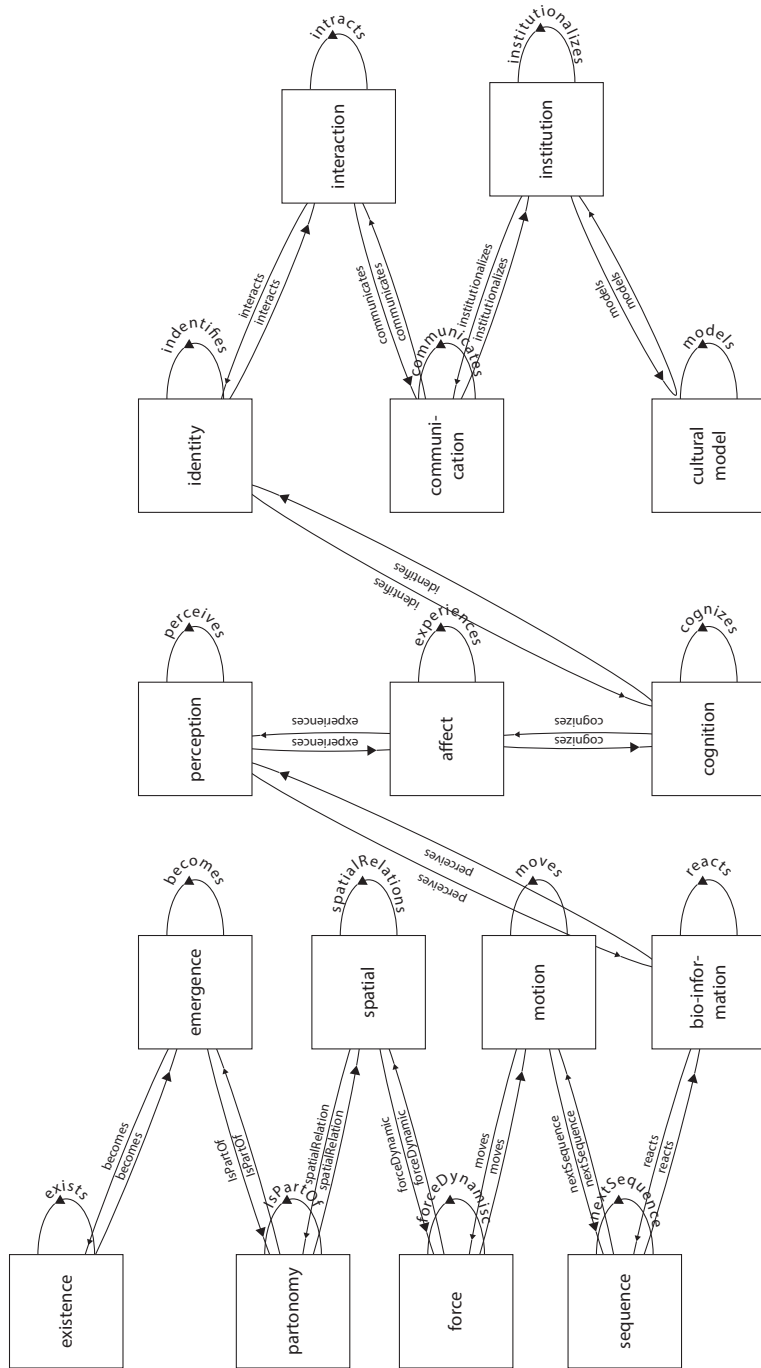 existence
exists
becomes
becomes
emergence
becomes
IsPartOf
IsPartOf
partonomy
IsPartOf
spatialRelation
spatialRelation
spatial
spatialRelations
forceDynamic
forceDynamic
force
forceDynamisc
moves
moves
motion
moves
nextSequence
nextSequence
sequence
nextSequence
reacts
reacts
bio-infor-
mation
reacts
perceives
perceives
perception
perceives
experiences
experiences
affect
experiences
cognizes
cognizes
cognition
cognizes
identifies
identifies
identity
indentifies
interacts
interacts
interaction
intracts
communicates
communicates
communi-
cation
communicates
institutionalizes
institutionalizes
institution
institutionalizes
models
models
cultural
model
models